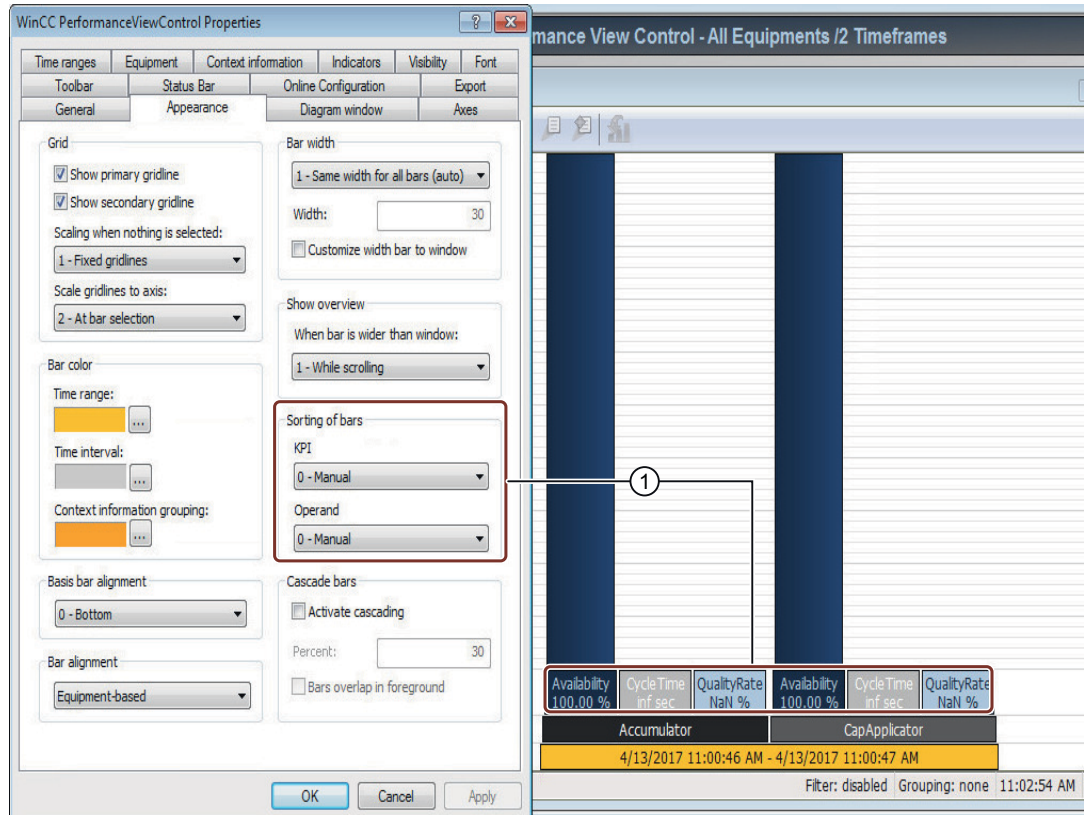 WinCC PerformanceViewControl Properties
Time ranges Equipment Context information Indicators Visibility Font
Toolbar Status Bar Online Configuration Export
General Appearance Diagram window Axes
Grid
Show primary gridline
Show secondary gridline
Scaling when nothing is selected:
1 - Fixed gridlines
Scale gridlines to axis:
2 - At bar selection
Bar color
Time range:
...
Time interval:
...
Context information grouping:
...
Basis bar alignment
0 - Bottom
Bar alignment
Equipment-based
Bar width
1 - Same width for all bars (auto)
Width: 30
Customize width bar to window
Show overview
When bar is wider than window:
1 - While scrolling
Sorting of bars
KPI
0 - Manual
Operand
0 - Manual
Cascade bars
Activate cascading
Percent: 30
Bars overlap in foreground
OK Cancel Apply
mance View Control - All Equipments /2 Timeframes
1
Availability CycleTime QualityRate Availability CycleTime QualityRate
100.00 % inf sec NaN % 100.00 % inf sec NaN %
Accumulator CapApplicator
4/13/2017 11:00:46 AM - 4/13/2017 11:00:47 AM
Filter: disabled Grouping: none 11:02:54 AM